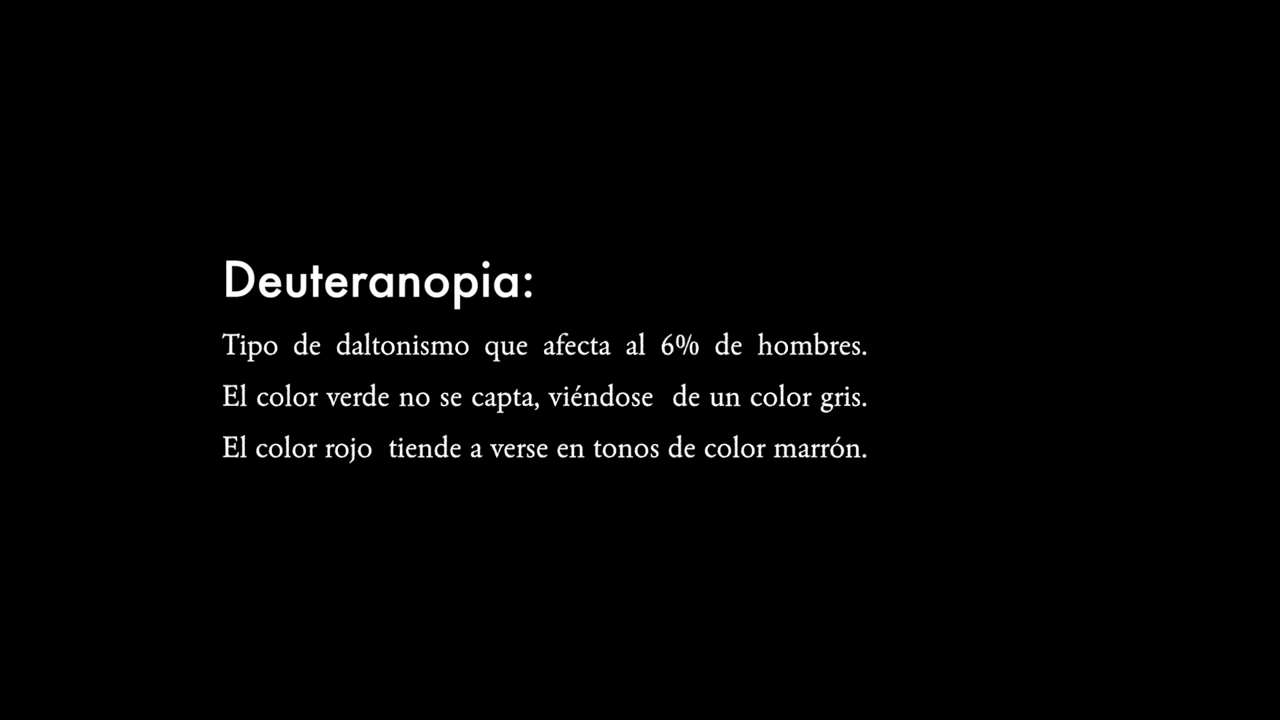 Deuteranopia:
Tipo de daltonismo que afecta al 6% de hombres.
El color verde no se capta, viéndose de un color gris.
El color rojo tiende a verse en tonos de color marrón.